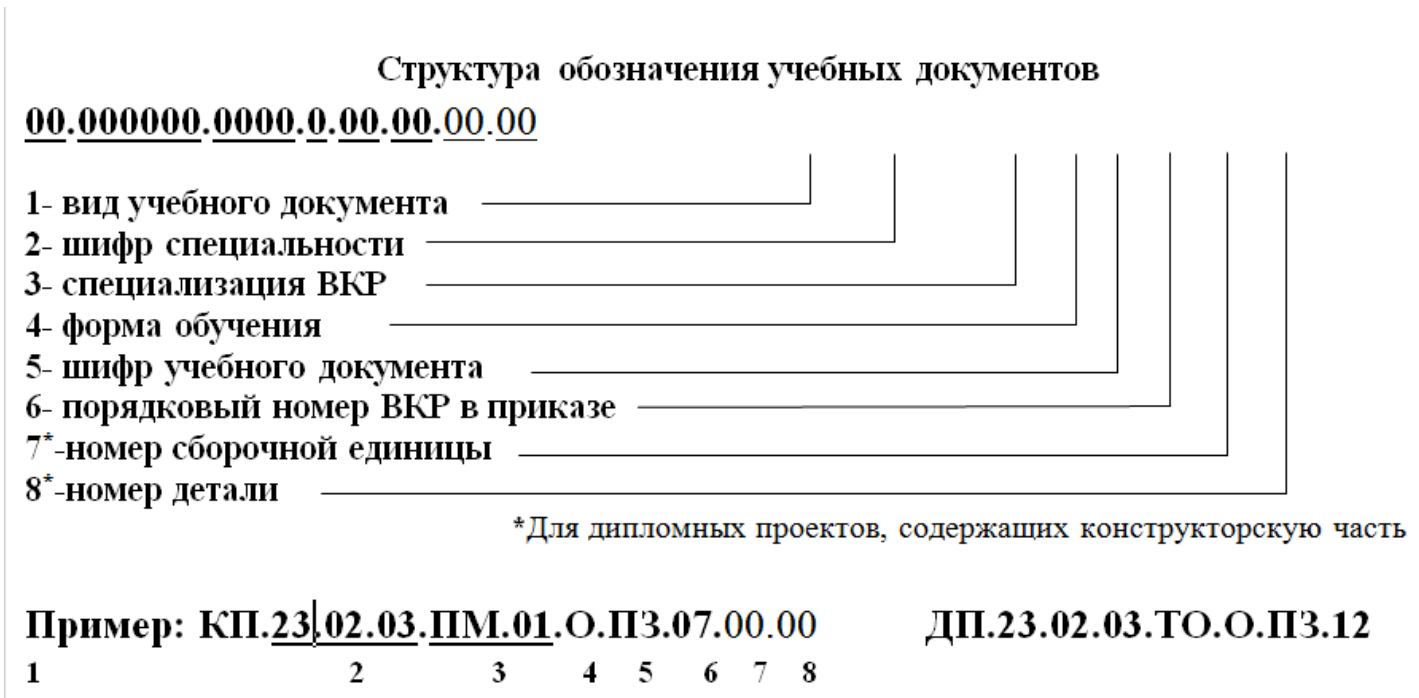 Структура обозначения учебных документов
00.000000.0000.0.00.00.00.00
1- вид учебного документа
2- шифр специальности
3- специализация ВКР
4- форма обучения
5- шифр учебного документа
6- порядковый номер ВКР в приказе
7*-номер сборочной единицы
8*-номер детали
*Для дипломных проектов, содержащих конструкторскую часть
Пример: КП.23.02.03.ПМ.01.О.ПЗ.07.00.00 ДП.23.02.03.ТО.О.ПЗ.12
1 2 3 4 5 6 7 8